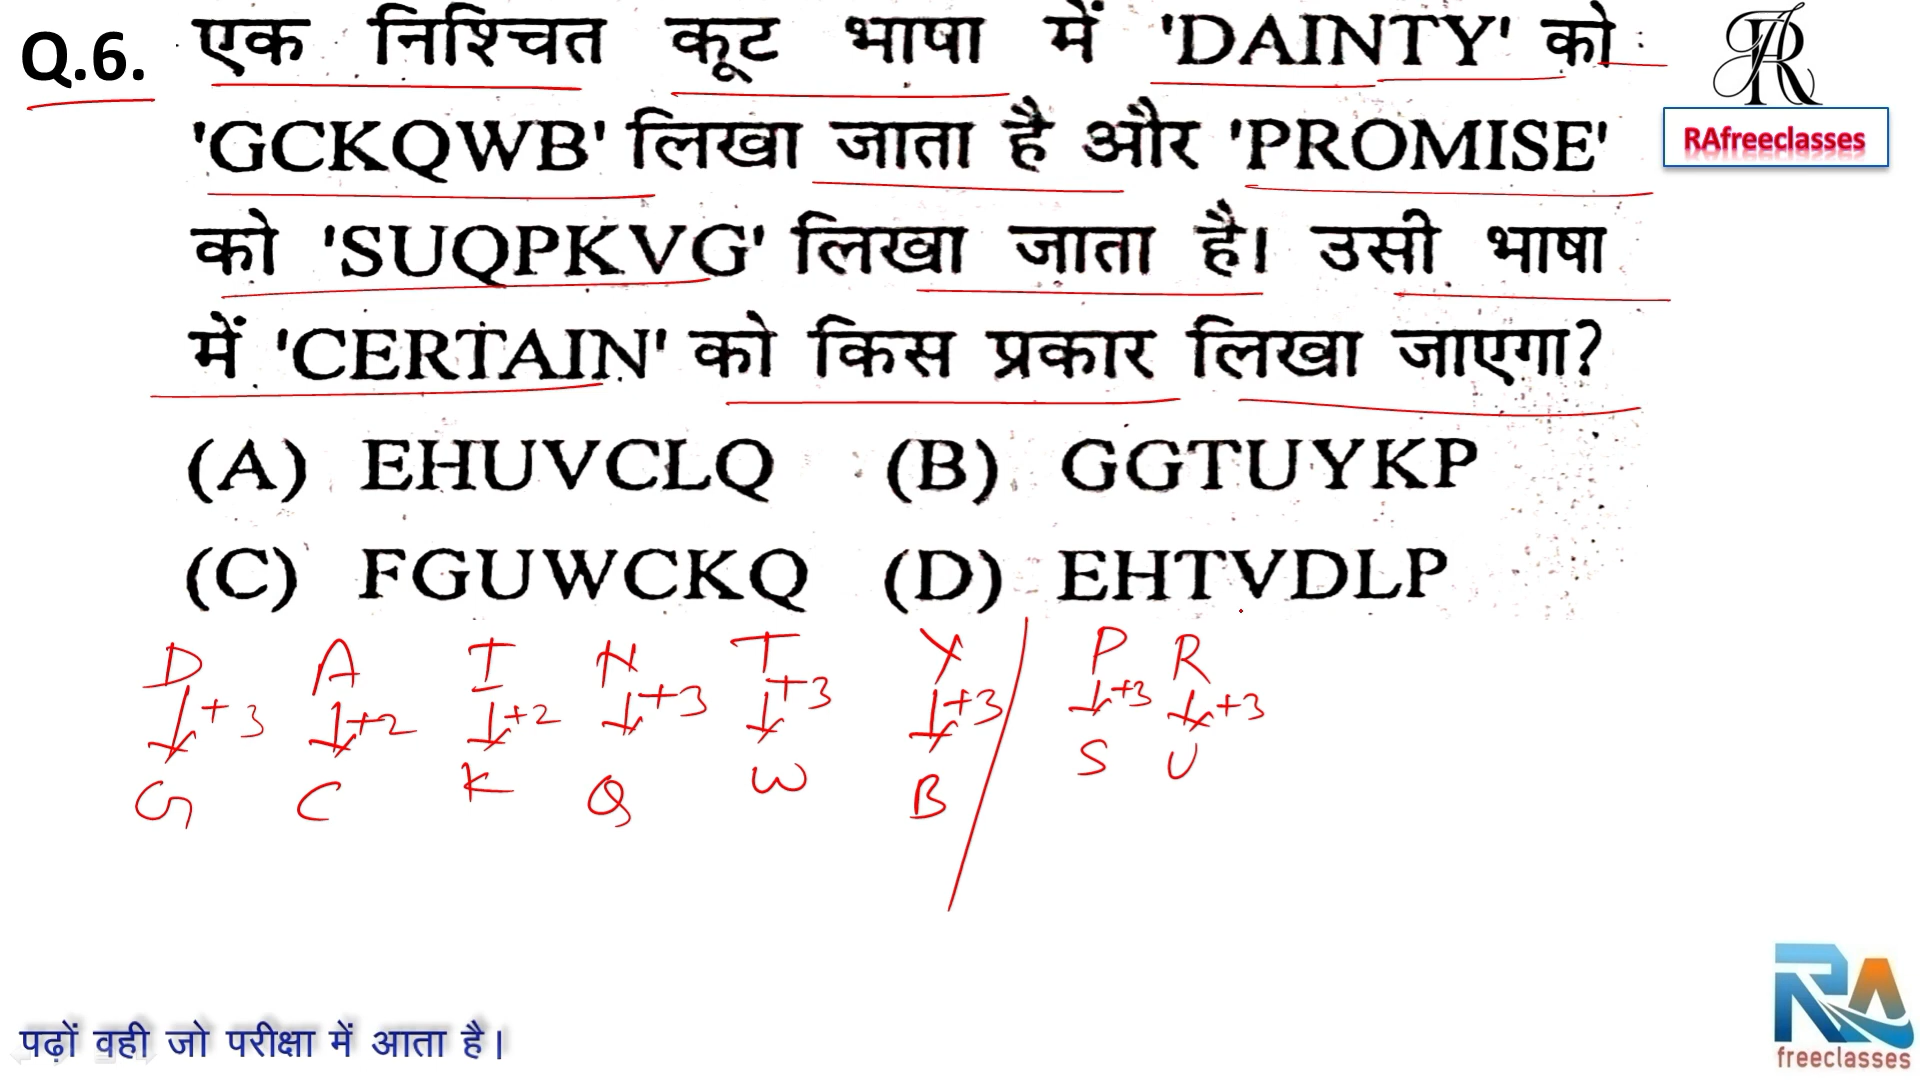 Q.6. एक निश्चित कूट भाषा में 'DAINTY' को
'GCKQWB' लिखा जाता है और 'PROMISE'
RAfreeclasses
को 'SUQPKVG' लिखा जाता है। उसी भाषा
में 'CERTAIN' को किस प्रकार लिखा जाएगा?
(A) EHUVCLQ (B) GGTUYKP
(C) FGUWCKQ (D) EHTVDLP
D A I N T Y P R
+3 +2 +2 +3 +3 +3 +3 +3
G C K Q W B S U
पढ़ों वही जो परीक्षा में आता है।
RA
freeclasses